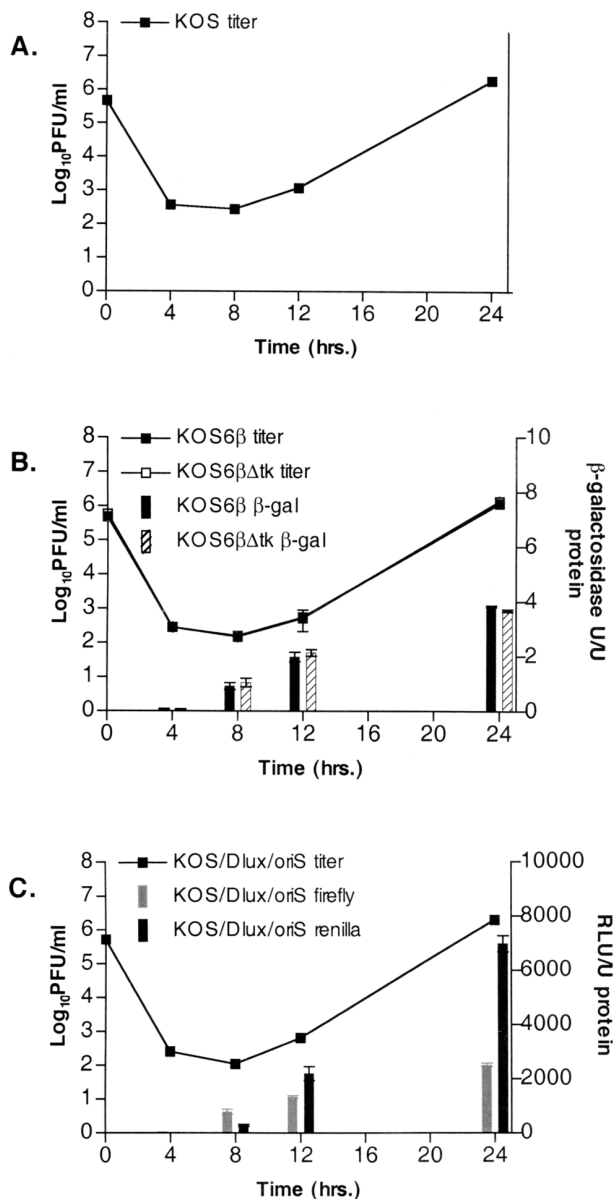 A.
KOS titer
8
7
6
5
4
3
2
1
0
Log10PFU/ml
0 4 8 12 16 20 24
Time (hrs.)
B.
KOS6β titer
KOS6βΔtk titer
KOS6β β-gal
KOS6βΔtk β-gal
8
7
6
5
4
3
2
1
0
Log10PFU/ml
10
8
6
4
2
0
β-galactosidase U/U
protein
0 4 8 12 16 20 24
Time (hrs.)
C.
KOS/Dlux/oriS titer
KOS/Dlux/oriS firefly
KOS/Dlux/oriS renilla
8
7
6
5
4
3
2
1
0
Log10PFU/ml
10000
8000
6000
4000
2000
0
RLU/U protein
0 4 8 12 16 20 24
Time (hrs.)